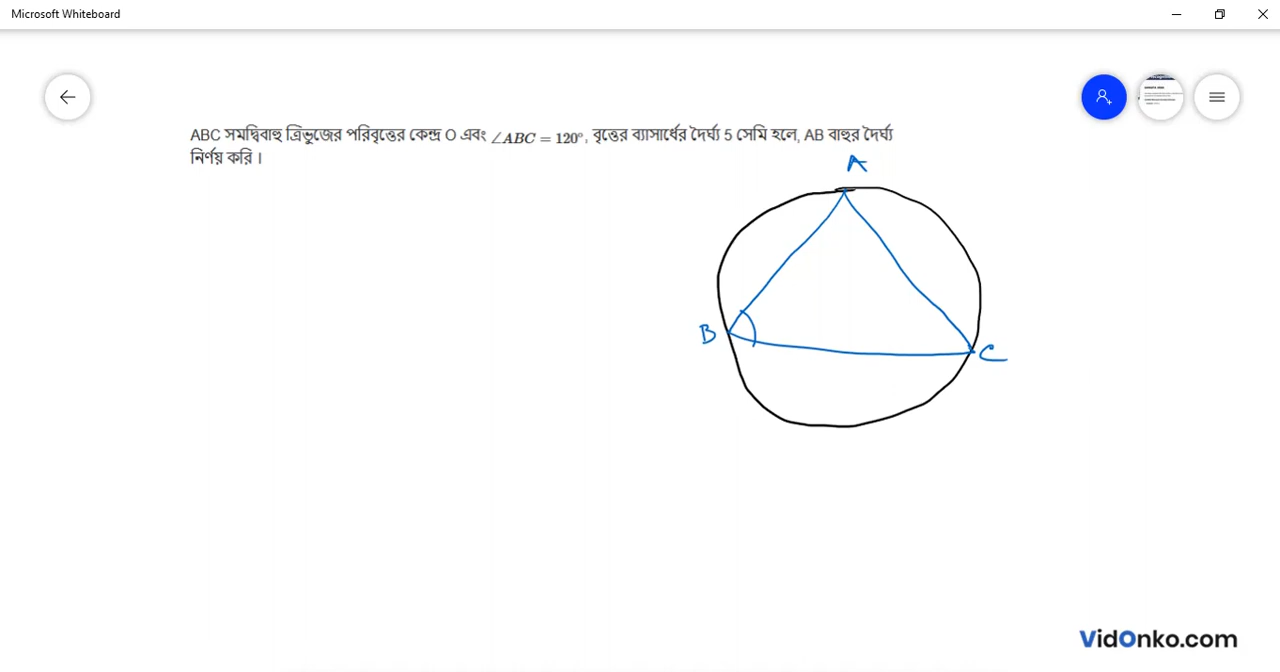 Microsoft Whiteboard
ABC সমদ্বিবাহু ত্রিভুজের পরিবৃত্তের কেন্দ্র O এবং ∠ABC = 120°, বৃত্তের ব্যাসার্ধের দৈর্ঘ্য 5 সেমি হলে, AB বাহুর দৈর্ঘ্য
নির্ণয় করি ।
A
B
C
VidOnko.com